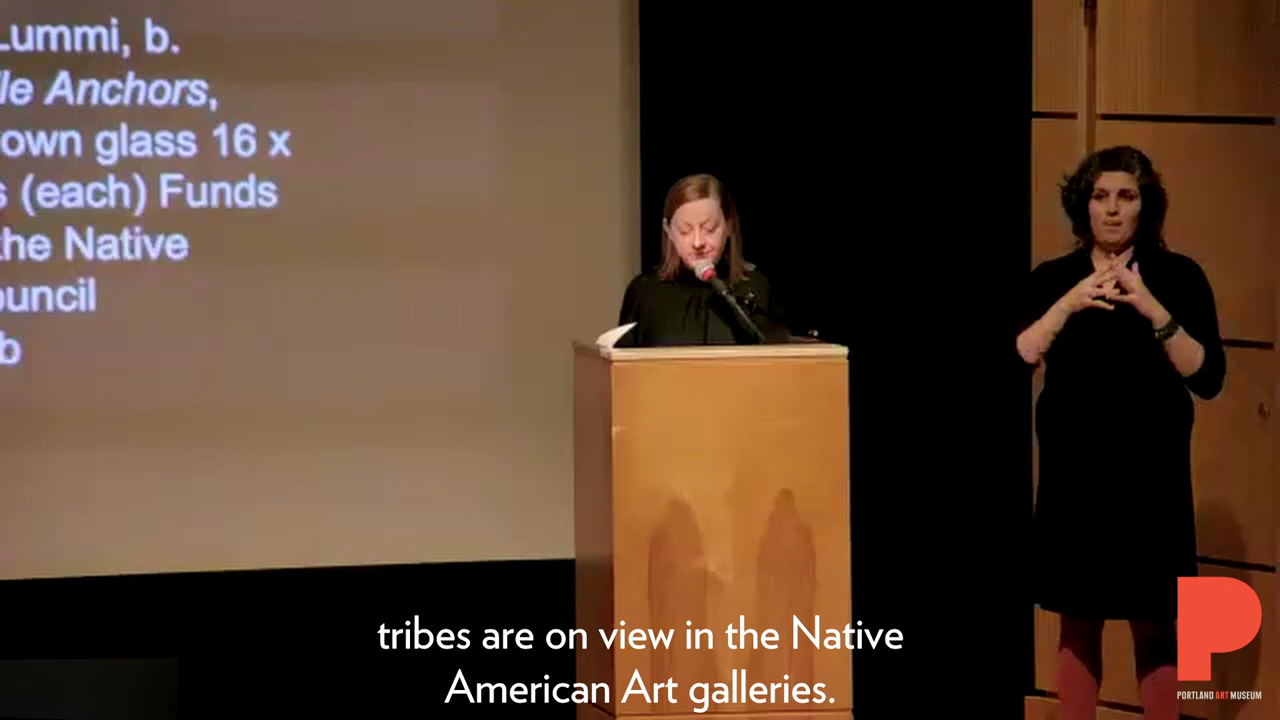 Lummi, b.
le Anchors,
own glass 16 x
s (each) Funds
the Native
ouncil
b
tribes are on view in the Native
American Art galleries.
P
PORTLAND ART MUSEUM